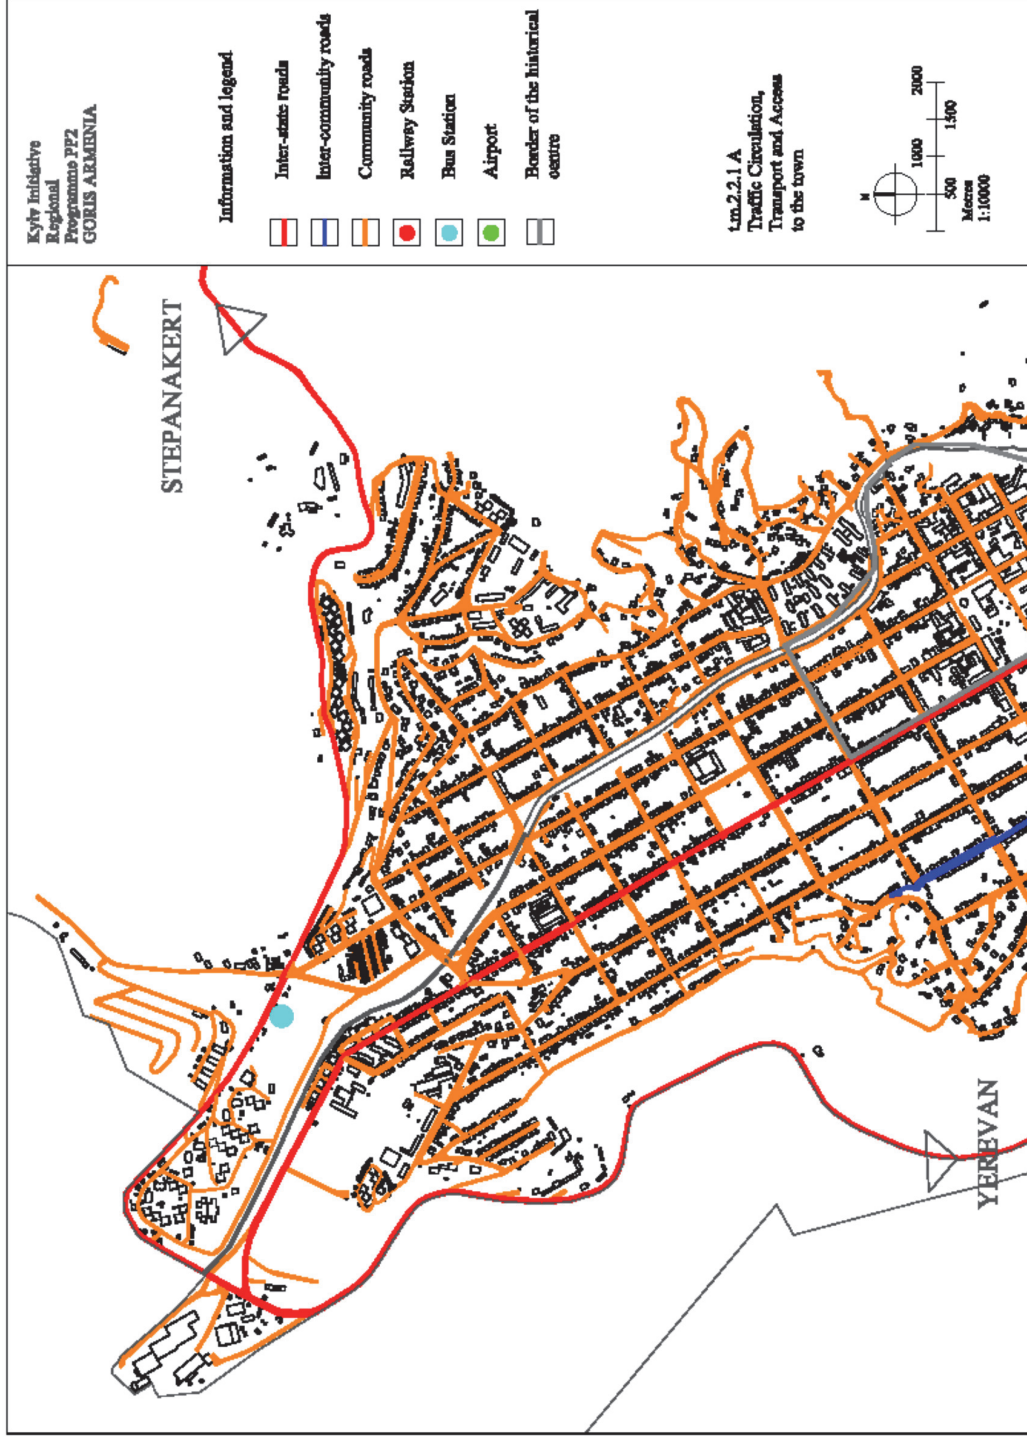 Kyiv Initiative
Regional
Programme PP2
GORIS ARMENIA
Information and legend
Inter-state roads
Inter-community roads
Community roads
Railway Station
Bus Station
Airport
Border of the historical
centre
t.m.2.2.1 A
Traffic Circulation,
Transport and Access
to the town
N
500 1000 1500 2000
Metres
1:10000
STEPANAKERT
YEREVAN